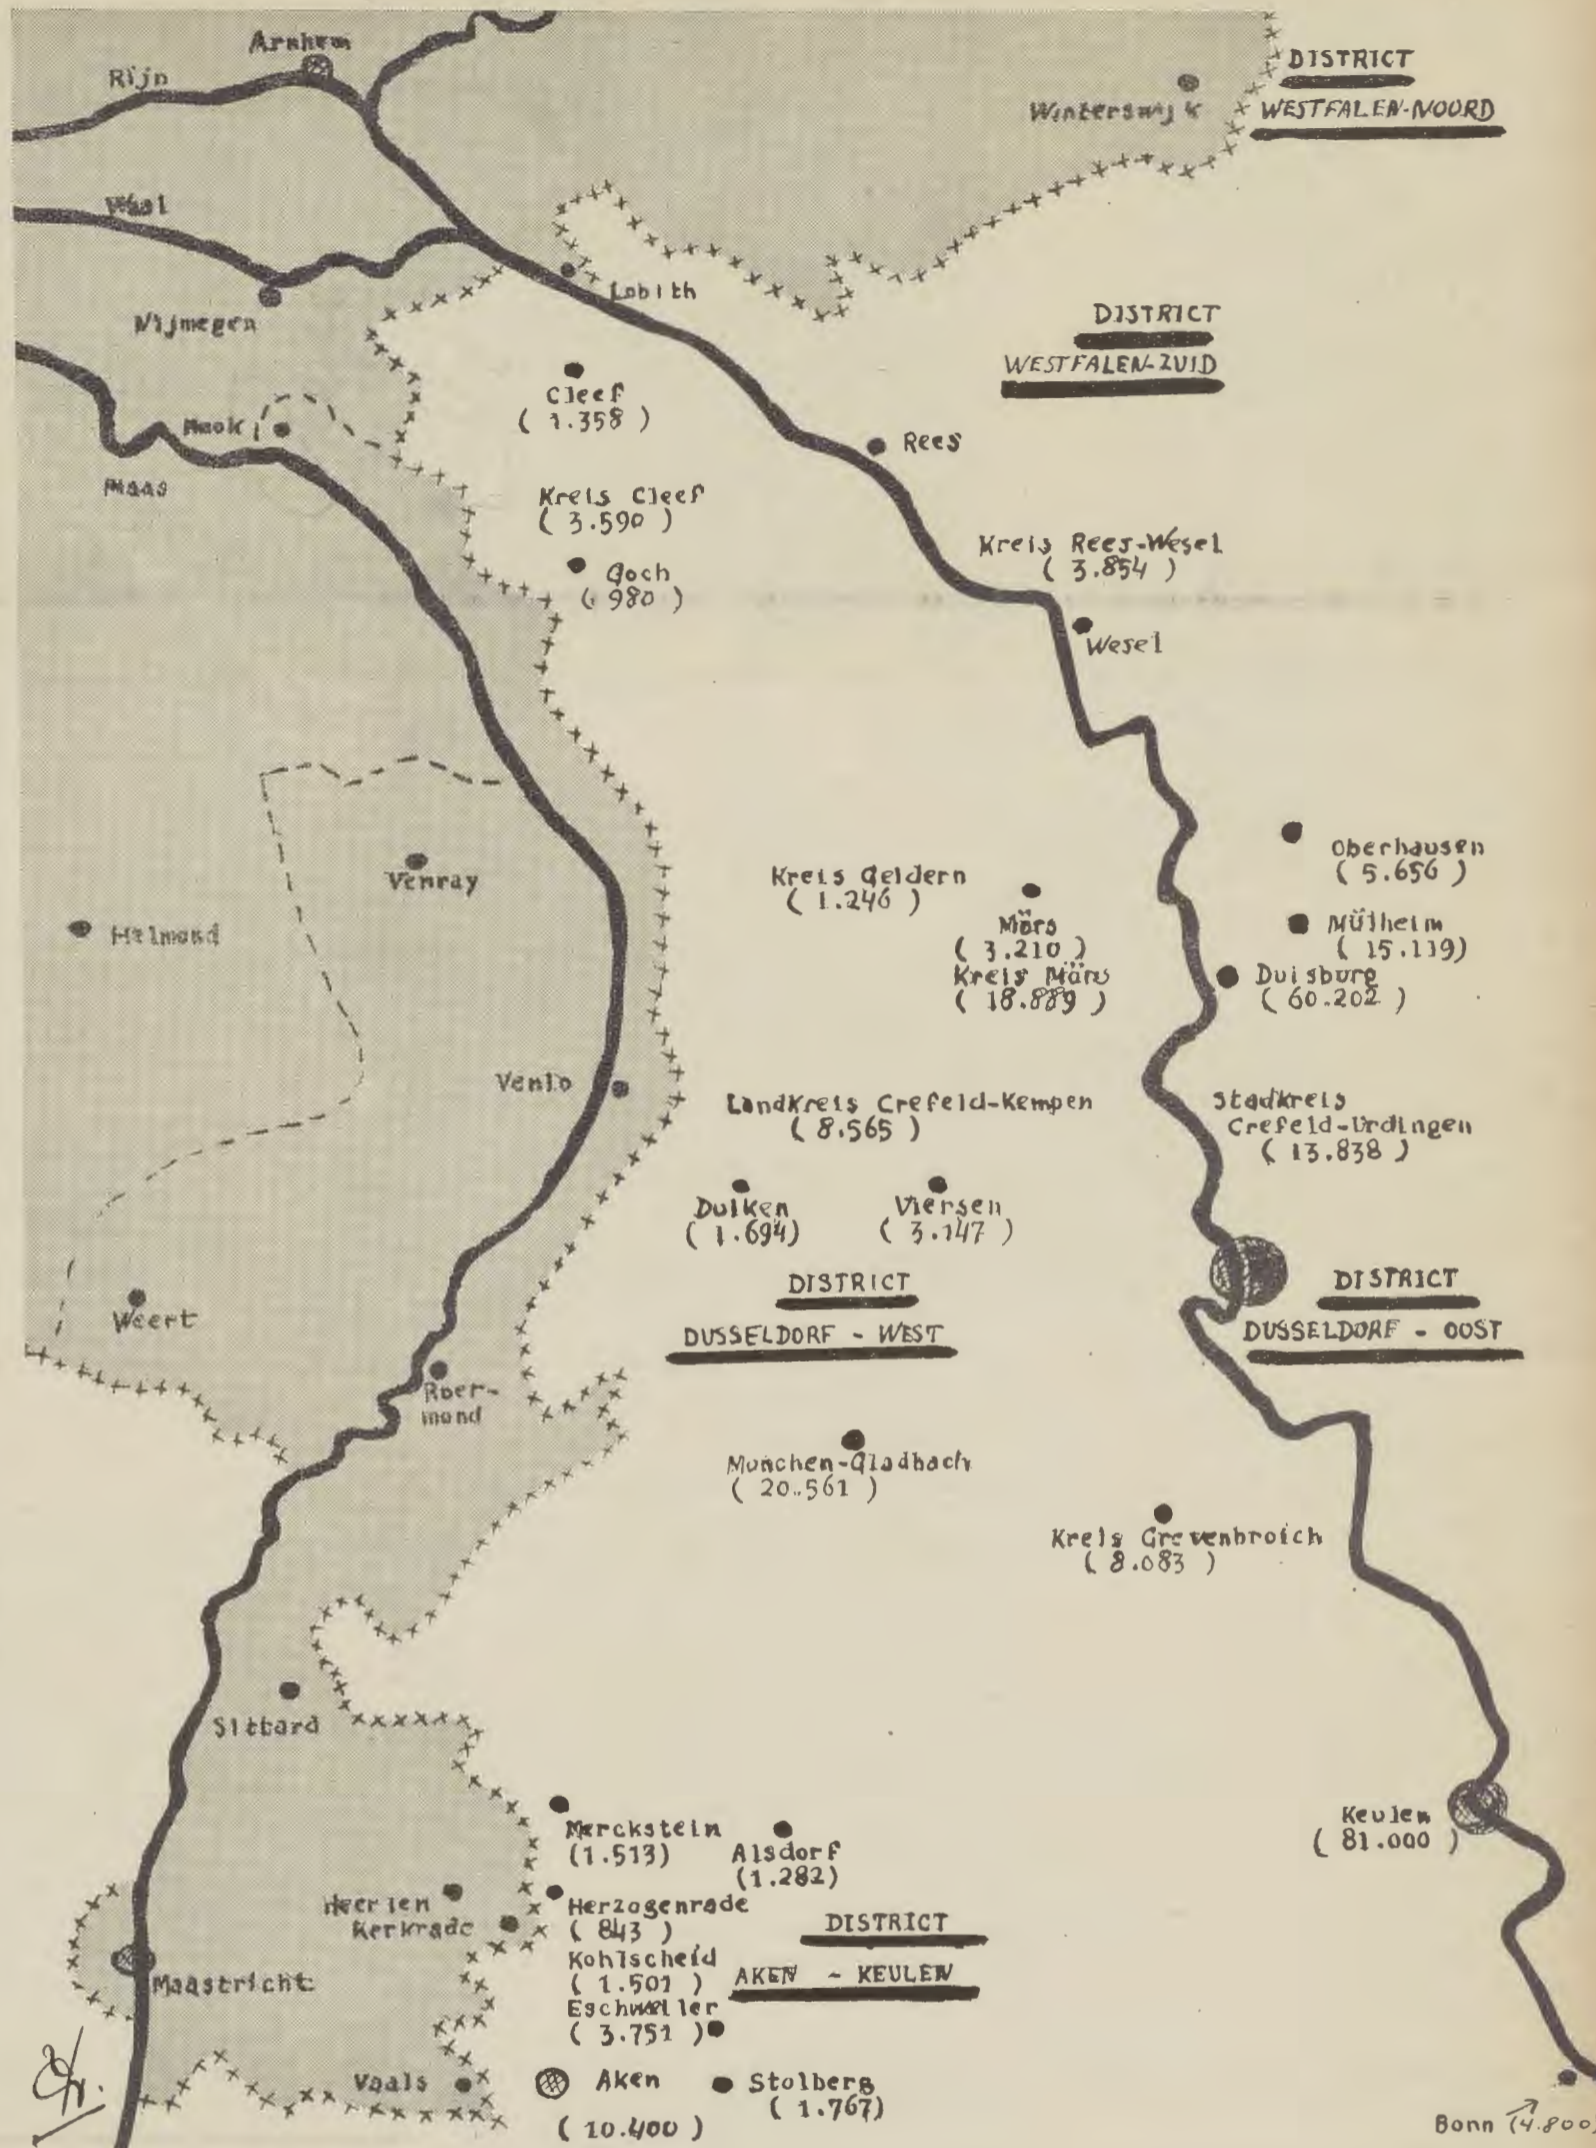 Arnhem
Rijn
DISTRICT
WESTFALEN-NOORD
Winterswijk
Waal
Lobith
Nijmegen
DISTRICT
WESTFALEN-ZUID
Cleef
( 1.358 )
Mook
Rees
Maas
Kreis Cleef
( 3.590 )
Kreis Rees-Wesel
( 3.854 )
Goch
( 980 )
Wesel
Oberhausen
( 5.656 )
Venray
Kreis Geldern
( 1.246 )
Helmond
Mörs
( 3.210 )
Kreis Mörs
( 18.889 )
Mülheim
( 15.119)
Duisburg
( 60.202 )
Venlo
Landkreis Crefeld-Kempen
( 8.565 )
Stadkreis
Crefeld-Urdingen
( 13.838 )
Dulken
( 1.694)
Viersen
( 3.147 )
DISTRICT
DUSSELDORF - WEST
DISTRICT
DUSSELDORF - OOST
Weert
Roer-
mond
Munchen-Gladbach
( 20.561 )
Kreis Grevenbroich
( 8.083 )
Sittard
Merckstein
(1.513)
Alsdorf
(1.282)
Keulen
( 81.000 )
Heerlen
Kerkrade
Herzogenrade
( 843 )
DISTRICT
AKEN - KEULEN
Kohlscheid
( 1.501 )
Maastricht
Eschweiler
( 3.751 )
Vaals
Aken
( 10.400 )
Stolberg
( 1.767)
Bonn (4.800)